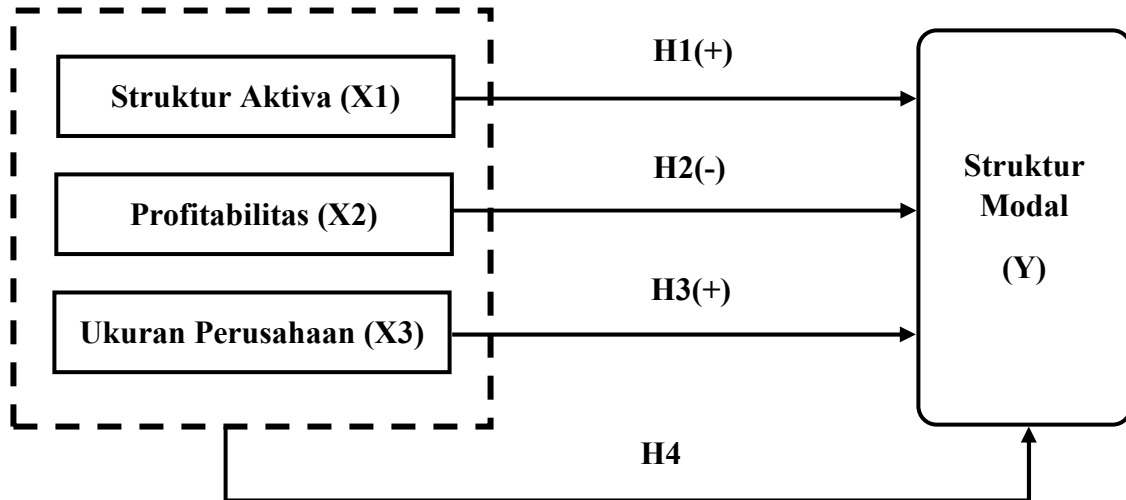 H1(+)
Struktur Aktiva (X1)
H2(-)
Profitabilitas (X2)
H3(+)
Ukuran Perusahaan (X3)
Struktur
Modal
(Y)
H4